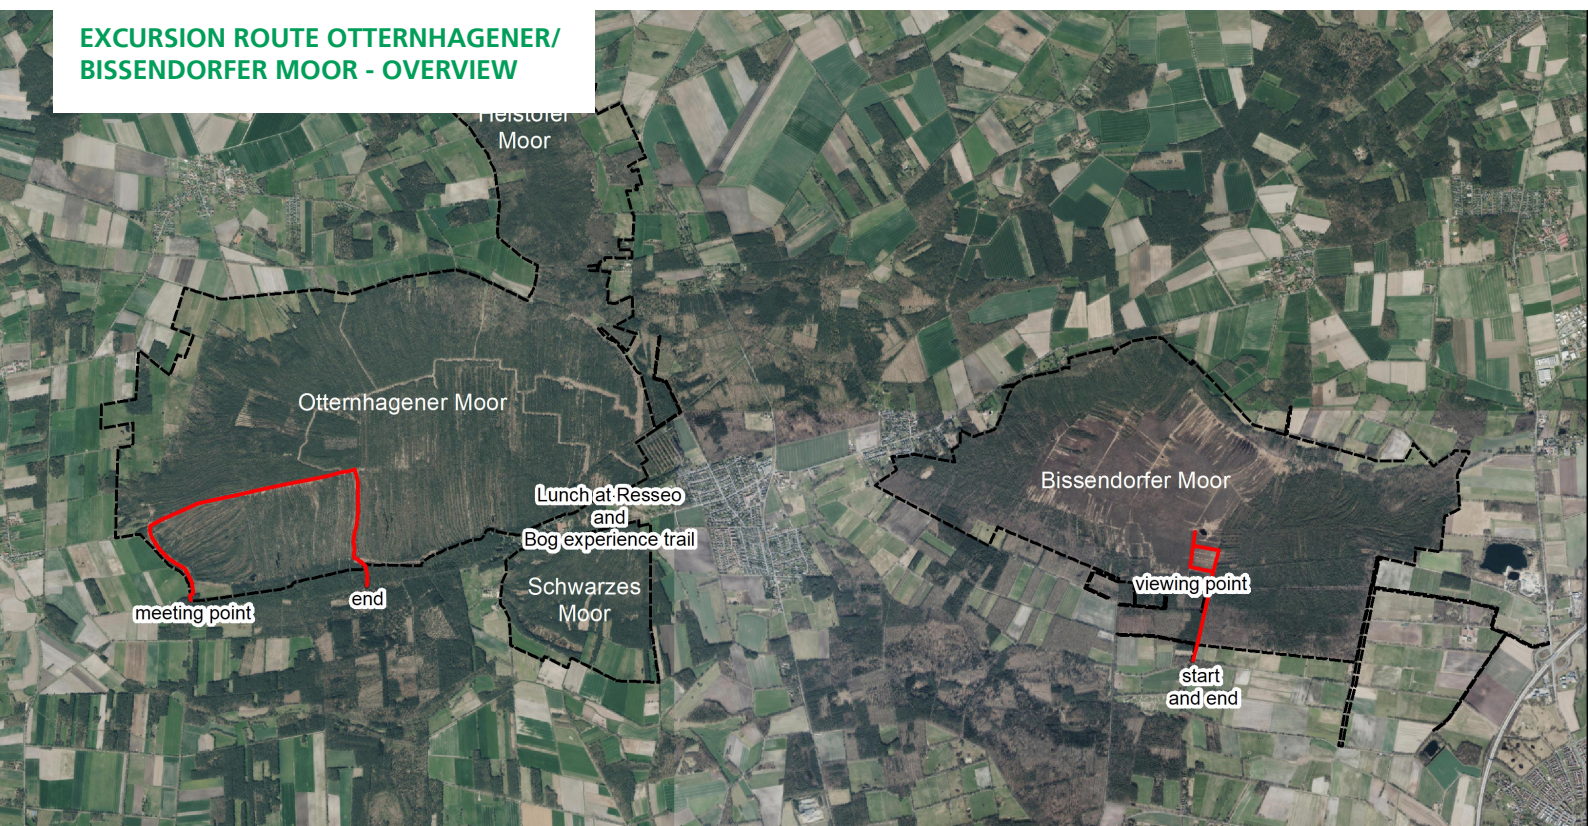 EXCURSION ROUTE OTTERNHAGENER/
BISSENDORFER MOOR - OVERVIEW
Helstofer
Moor
Otternhagener Moor
Bissendorfer Moor
Lunch at Resseo
and
Bog experience trail
Schwarzes
Moor
meeting point
end
viewing point
start
and end